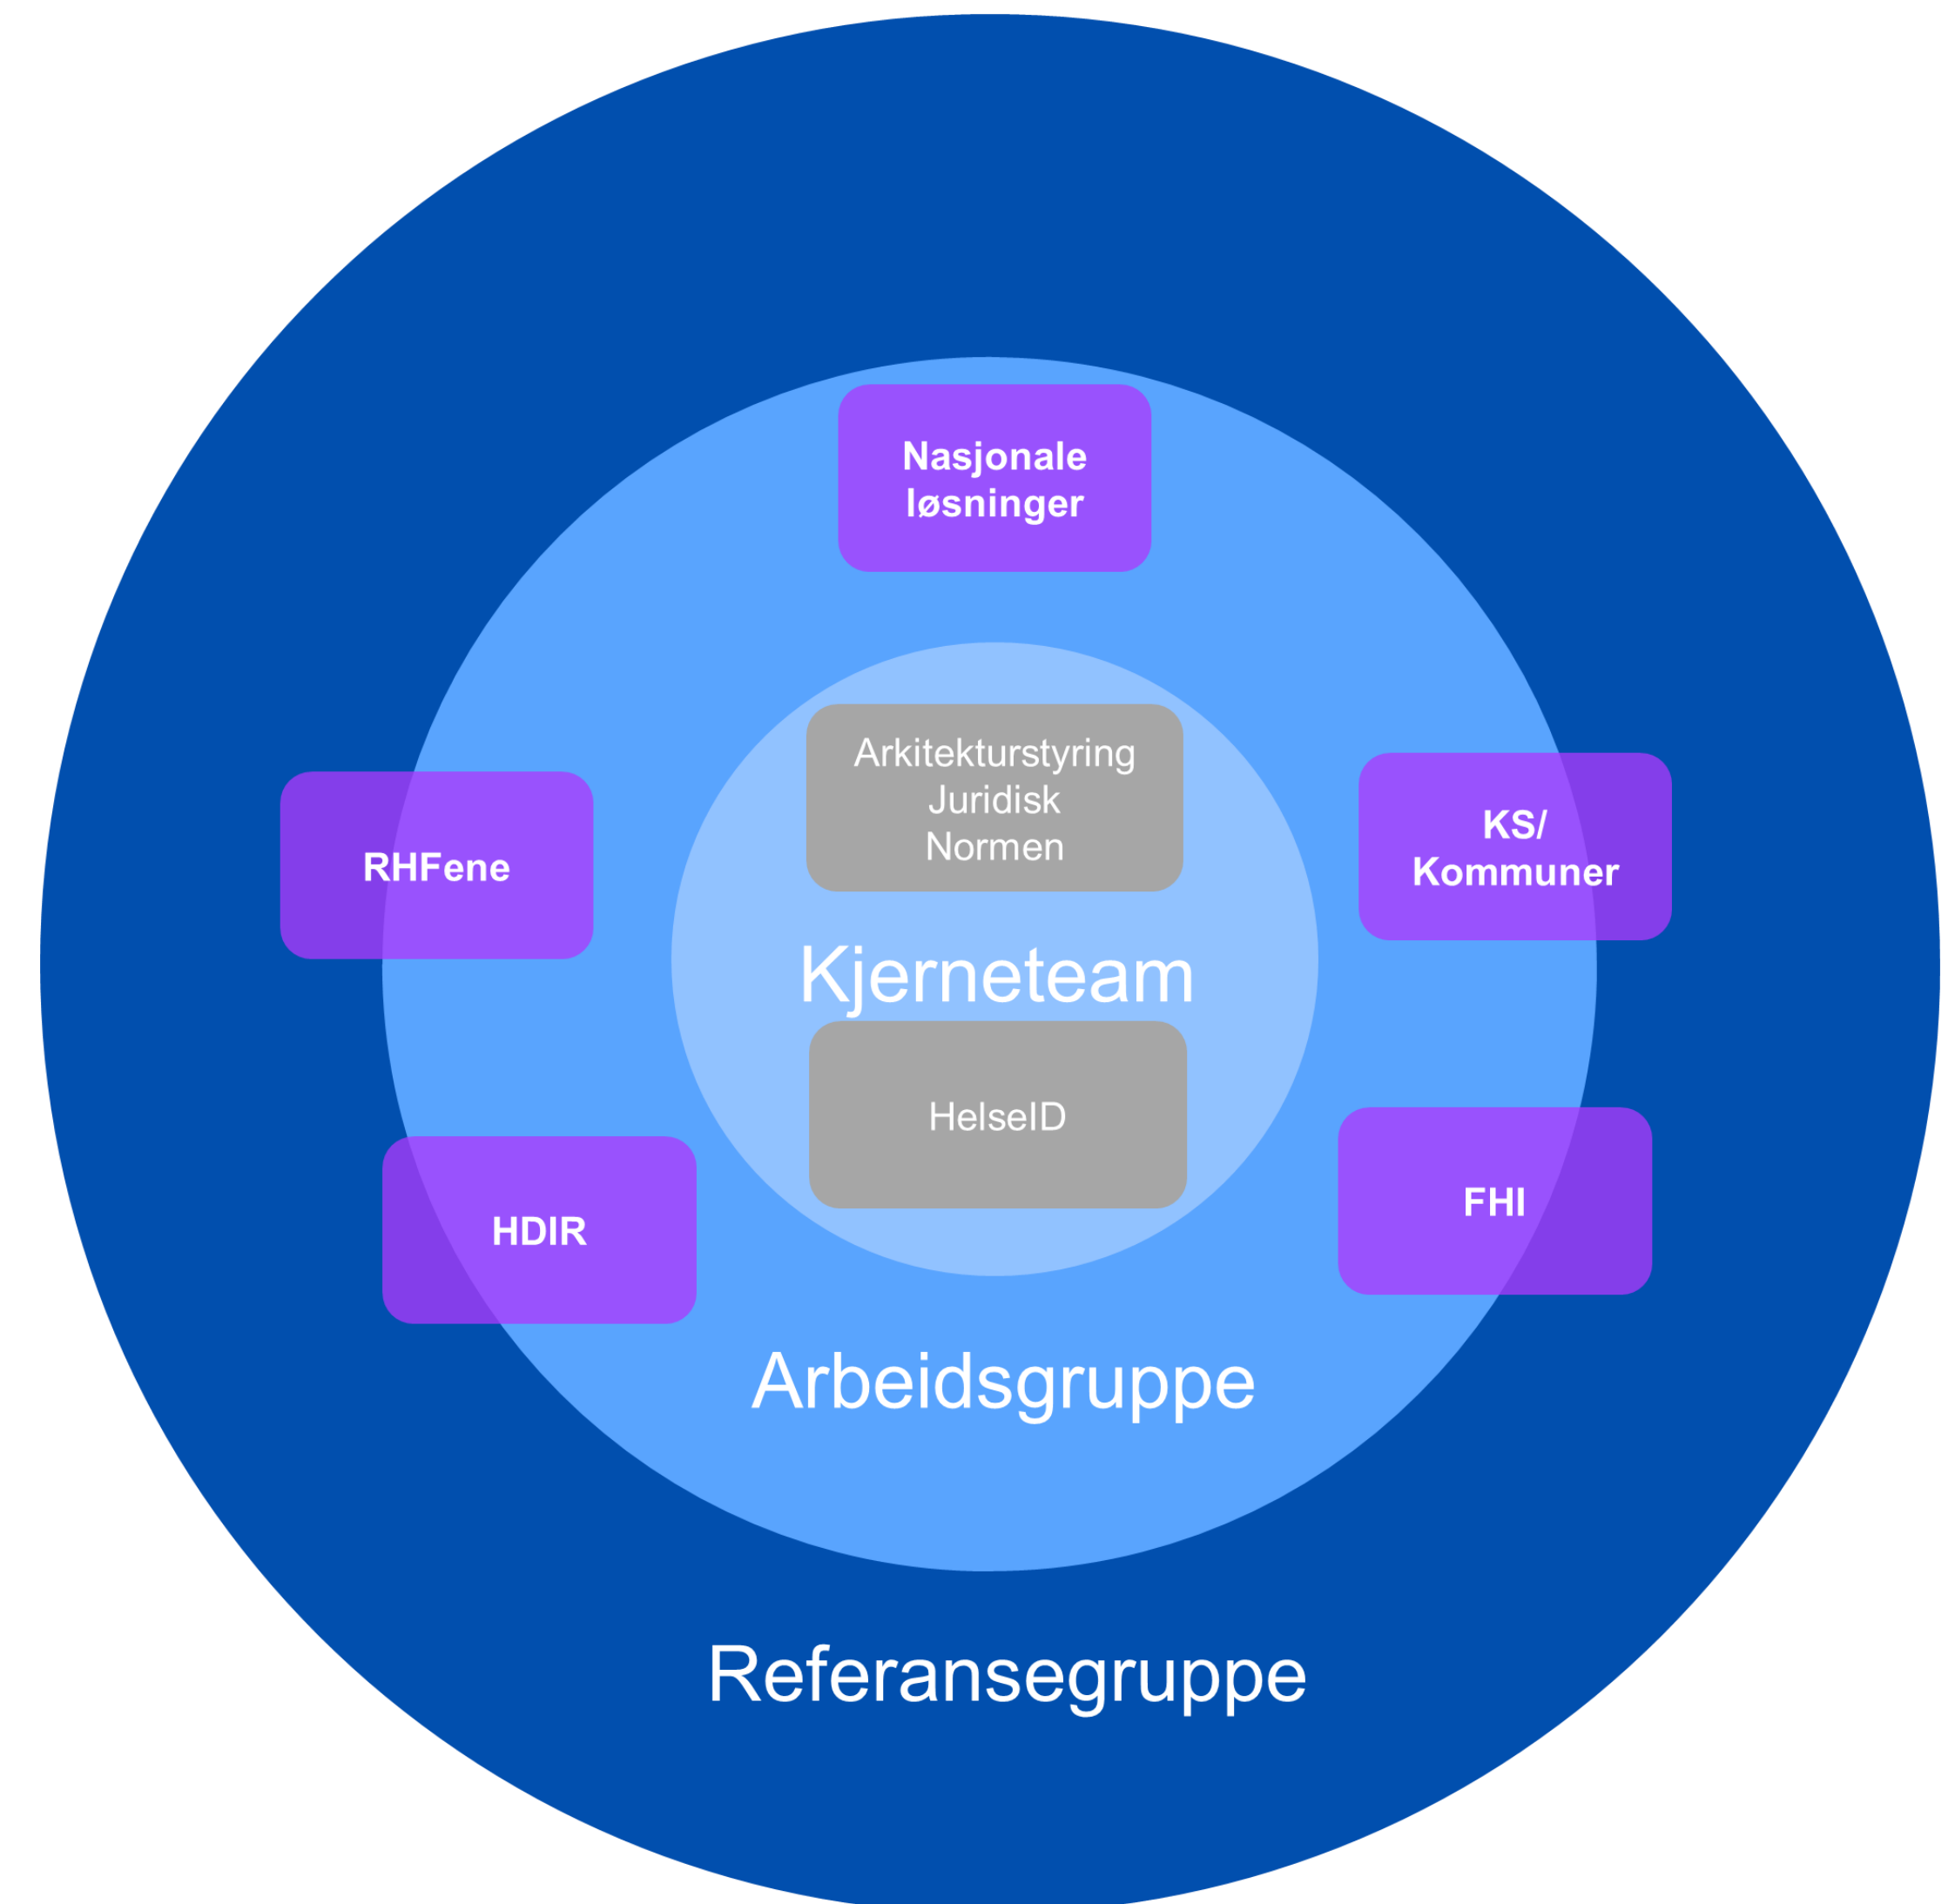 Nasjonale
løsninger
Arkitekturstyring
Juridisk
Normen
RHFene
KS/
Kommuner
Kjerneteam
HelseID
HDIR
FHI
Arbeidsgruppe
Referansegruppe